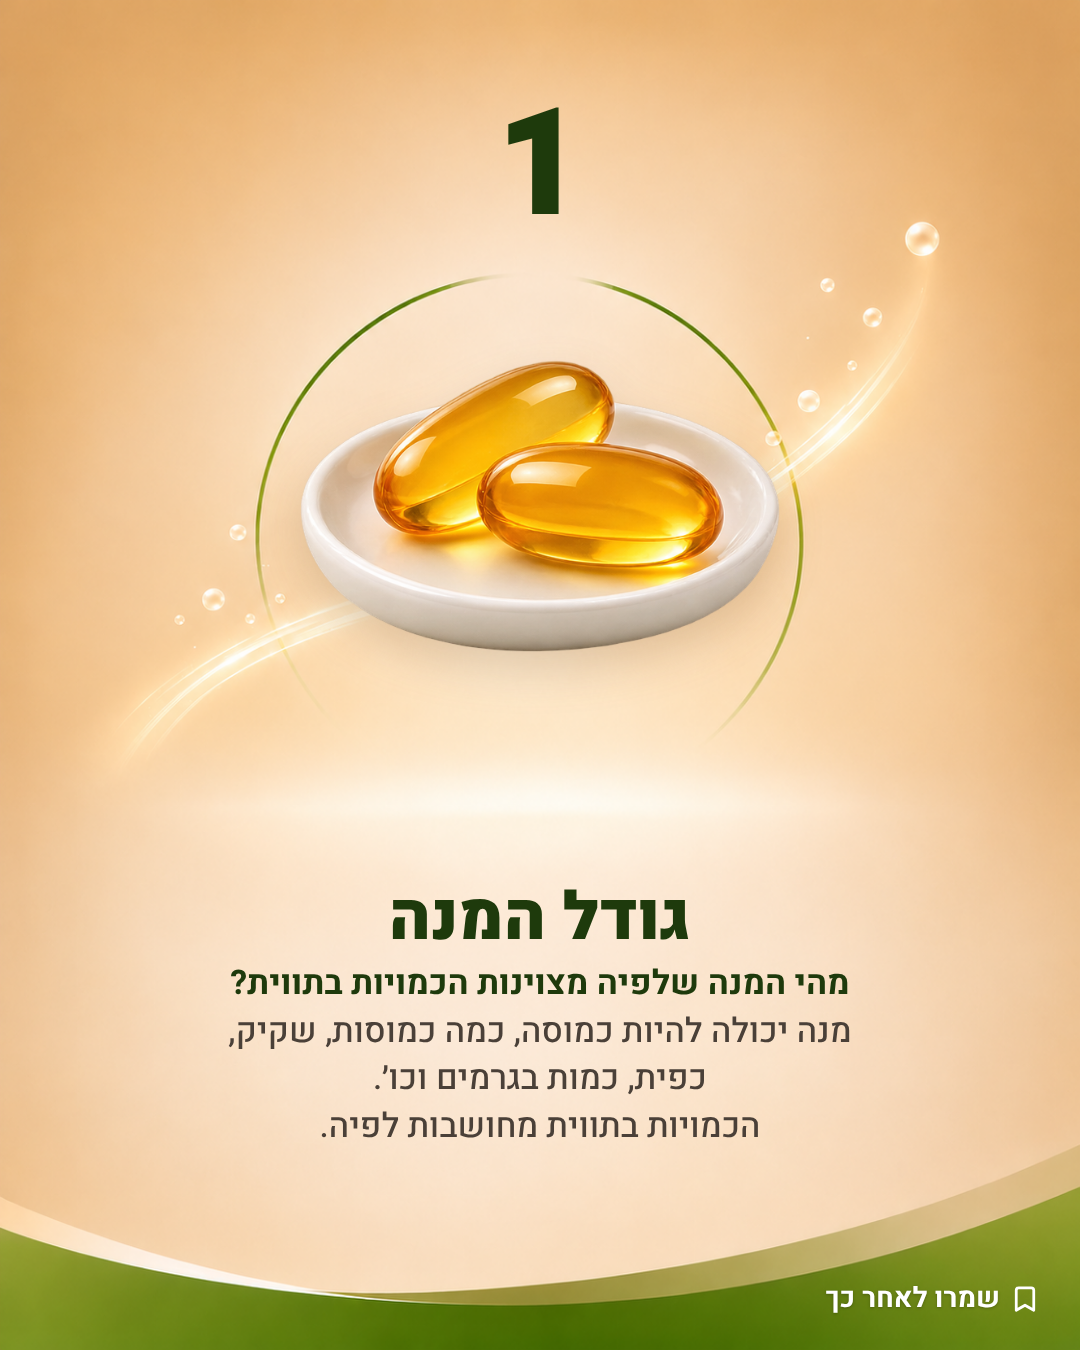 1
גודל המנה
מהי המנה שלפיה מצוינות הכמויות בתווית?
מנה יכולה להיות כמוסה, כמה כמוסות, שקיק,
כפית, כמות בגרמים וכו׳.
הכמויות בתווית מחושבות לפיה.
שמרו לאחר כך